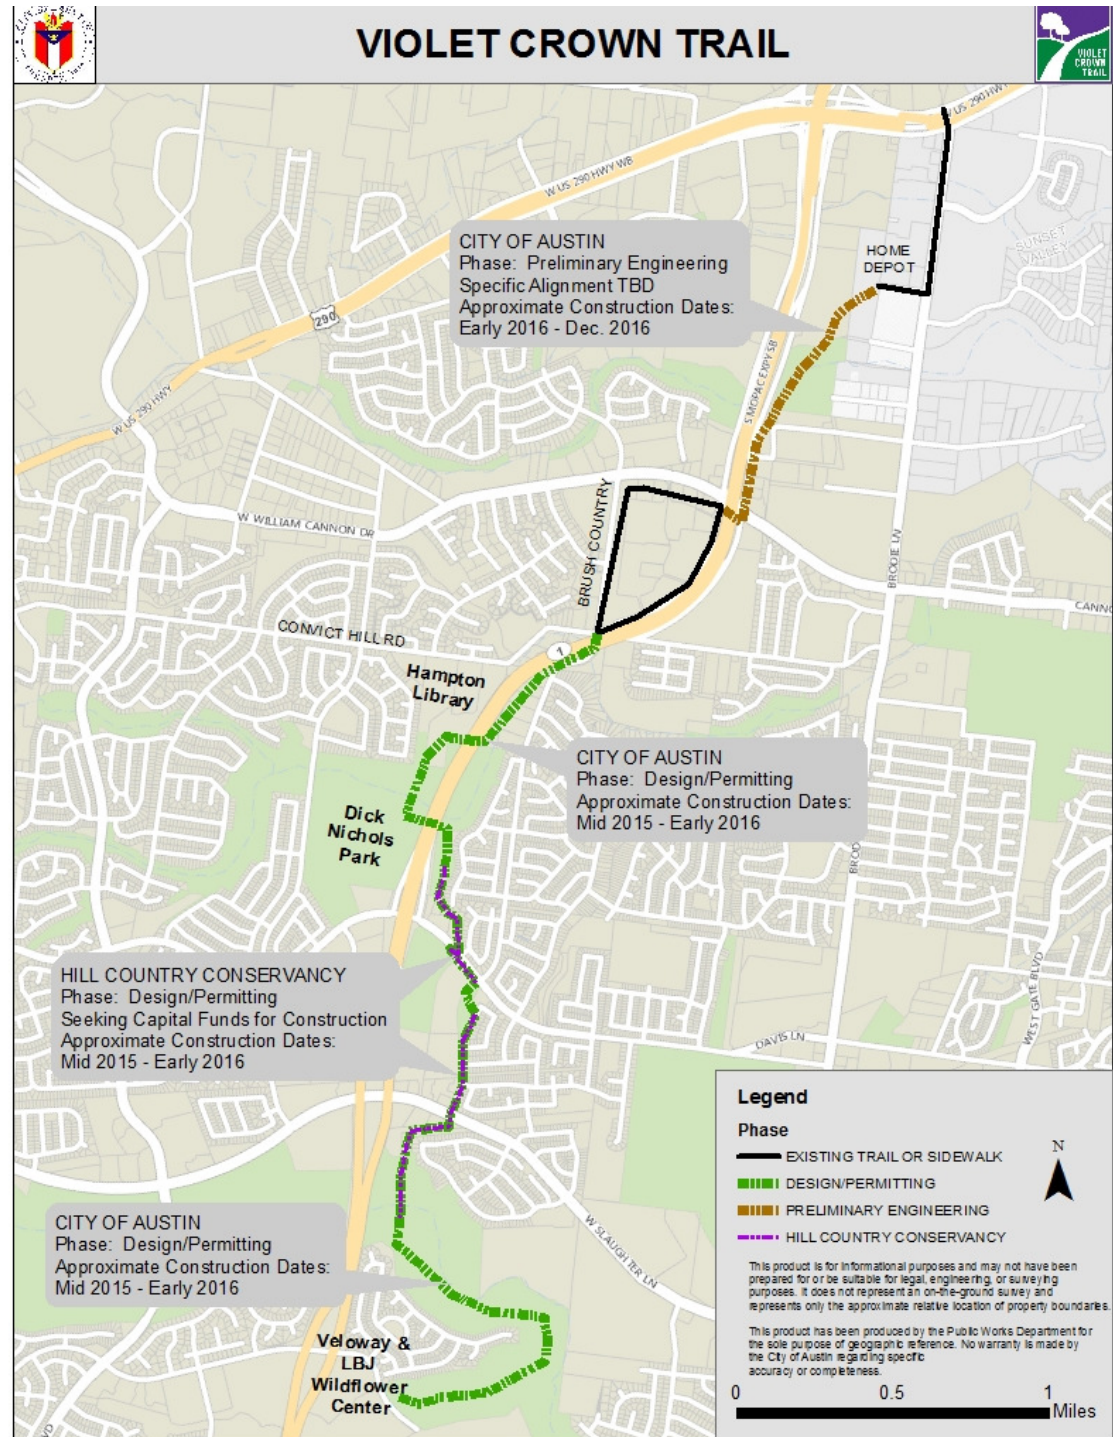 VIOLET CROWN TRAIL
VIOLET
CROWN
TRAIL
W US 290 HWY
W US 290 HWY WB
CITY OF AUSTIN
Phase: Preliminary Engineering
Specific Alignment TBD
Approximate Construction Dates:
Early 2016 - Dec. 2016
HOME
DEPOT
SUNSET
VALLEY
290
S MOPAC EXPY SB
W US 290 HWY
BRUSH COUNTRY
W WILLIAM CANNON DR
BRODIE LN
CANNO
CONVICT HILL RD
1
Hampton
Library
CITY OF AUSTIN
Phase: Design/Permitting
Approximate Construction Dates:
Mid 2015 - Early 2016
Dick
Nichols
Park
BROD
HILL COUNTRY CONSERVANCY
Phase: Design/Permitting
Seeking Capital Funds for Construction
Approximate Construction Dates:
Mid 2015 - Early 2016
WEST GATE BLVD
DAVIS LN
CITY OF AUSTIN
Phase: Design/Permitting
Approximate Construction Dates:
Mid 2015 - Early 2016
W SLAUGHTER LN
Veloway &
LBJ
Wildflower
Center
VD
Legend
Phase
EXISTING TRAIL OR SIDEWALK
DESIGN/PERMITTING
PRELIMINARY ENGINEERING
HILL COUNTRY CONSERVANCY
N
This product is for informational purposes and may not have been
prepared for or be suitable for legal, engineering, or surveying
purposes. It does not represent an on-the-ground survey and
represents only the approximate relative location of property boundaries.
This product has been produced by the Public Works Department for
the sole purpose of geographic reference. No warranty is made by
the City of Austin regarding specific
accuracy or completeness.
0 0.5 1
Miles